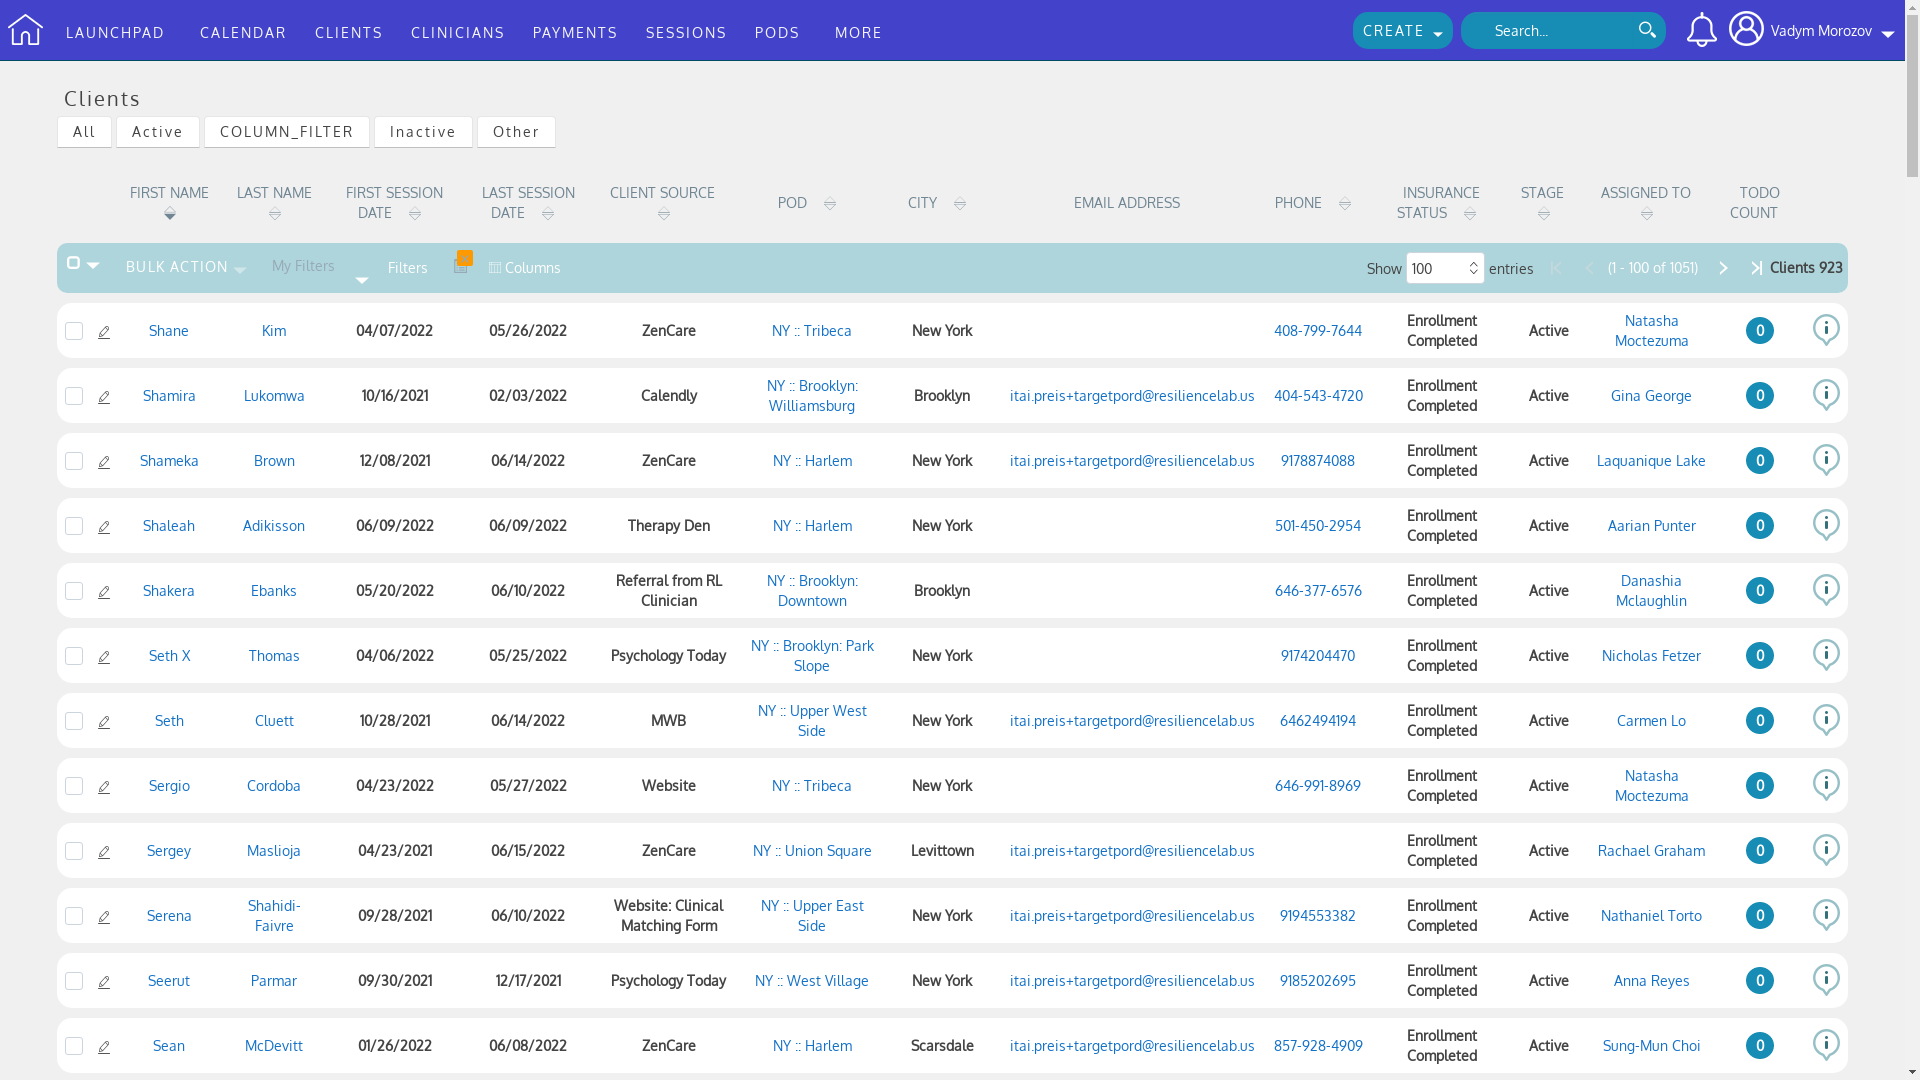 LAUNCHPAD CALENDAR CLIENTS CLINICIANS PAYMENTS SESSIONS PODS MORE CREATE Search... Vadym Morozov
Clients
All Active COLUMN_FILTER Inactive Other
FIRST NAME LAST NAME FIRST SESSION DATE LAST SESSION DATE CLIENT SOURCE POD CITY EMAIL ADDRESS PHONE INSURANCE STATUS STAGE ASSIGNED TO TODO COUNT
BULK ACTION My Filters Filters Columns Show 100 entries (1 - 100 of 1051) Clients 923
Shane Kim 04/07/2022 05/26/2022 ZenCare NY :: Tribeca New York 408-799-7644 Enrollment Completed Active Natasha Moctezuma 0
Shamira Lukomwa 10/16/2021 02/03/2022 Calendly NY :: Brooklyn: Williamsburg Brooklyn itai.preis+targetpord@resiliencelab.us 404-543-4720 Enrollment Completed Active Gina George 0
Shameka Brown 12/08/2021 06/14/2022 ZenCare NY :: Harlem New York itai.preis+targetpord@resiliencelab.us 9178874088 Enrollment Completed Active Laquanique Lake 0
Shaleah Adikisson 06/09/2022 06/09/2022 Therapy Den NY :: Harlem New York 501-450-2954 Enrollment Completed Active Aarian Punter 0
Shakera Ebanks 05/20/2022 06/10/2022 Referral from RL Clinician NY :: Brooklyn: Downtown Brooklyn 646-377-6576 Enrollment Completed Active Danashia Mclaughlin 0
Seth X Thomas 04/06/2022 05/25/2022 Psychology Today NY :: Brooklyn: Park Slope New York 9174204470 Enrollment Completed Active Nicholas Fetzer 0
Seth Cluett 10/28/2021 06/14/2022 MWB NY :: Upper West Side New York itai.preis+targetpord@resiliencelab.us 6462494194 Enrollment Completed Active Carmen Lo 0
Sergio Cordoba 04/23/2022 05/27/2022 Website NY :: Tribeca New York 646-991-8969 Enrollment Completed Active Natasha Moctezuma 0
Sergey Maslioja 04/23/2021 06/15/2022 ZenCare NY :: Union Square Levittown itai.preis+targetpord@resiliencelab.us Enrollment Completed Active Rachael Graham 0
Serena Shahidi-Faivre 09/28/2021 06/10/2022 Website: Clinical Matching Form NY :: Upper East Side New York itai.preis+targetpord@resiliencelab.us 9194553382 Enrollment Completed Active Nathaniel Torto 0
Seerut Parmar 09/30/2021 12/17/2021 Psychology Today NY :: West Village New York itai.preis+targetpord@resiliencelab.us 9185202695 Enrollment Completed Active Anna Reyes 0
Sean McDevitt 01/26/2022 06/08/2022 ZenCare NY :: Harlem Scarsdale itai.preis+targetpord@resiliencelab.us 857-928-4909 Enrollment Completed Active Sung-Mun Choi 0